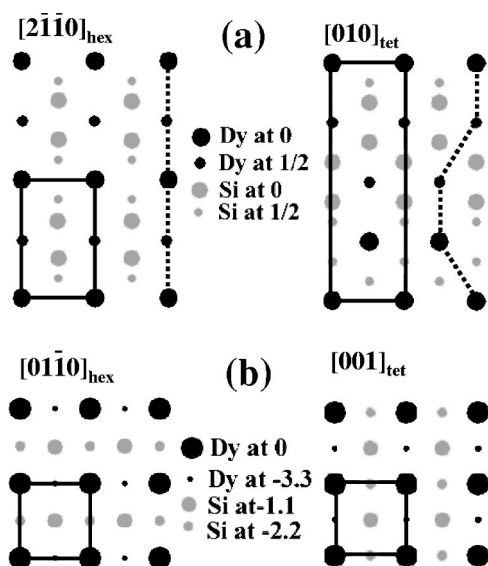 [2̄1̄10]hex (a) [010]tet
Dy at 0
Dy at 1/2
Si at 0
Si at 1/2
[011̄0]hex (b) [001]tet
Dy at 0
Dy at -3.3
Si at-1.1
Si at-2.2